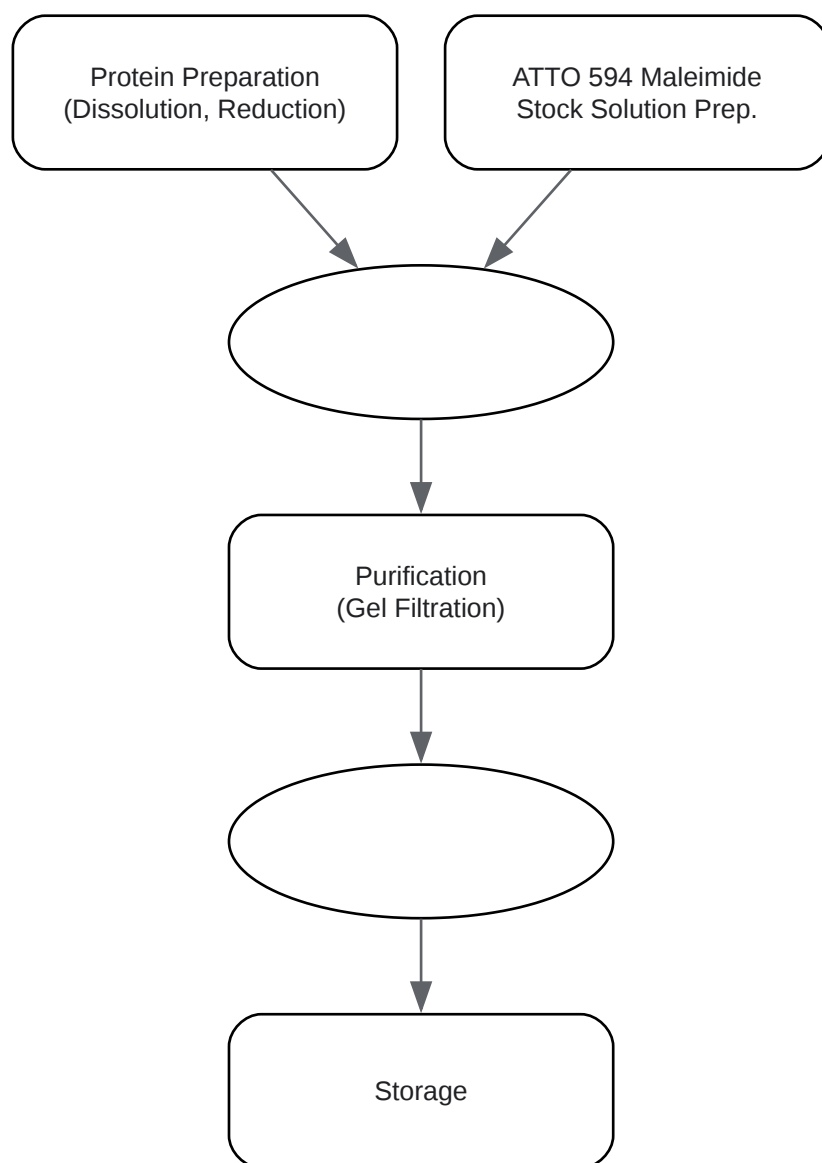 Protein Preparation
(Dissolution, Reduction)
ATTO 594 Maleimide
Stock Solution Prep.
Purification
(Gel Filtration)
Storage